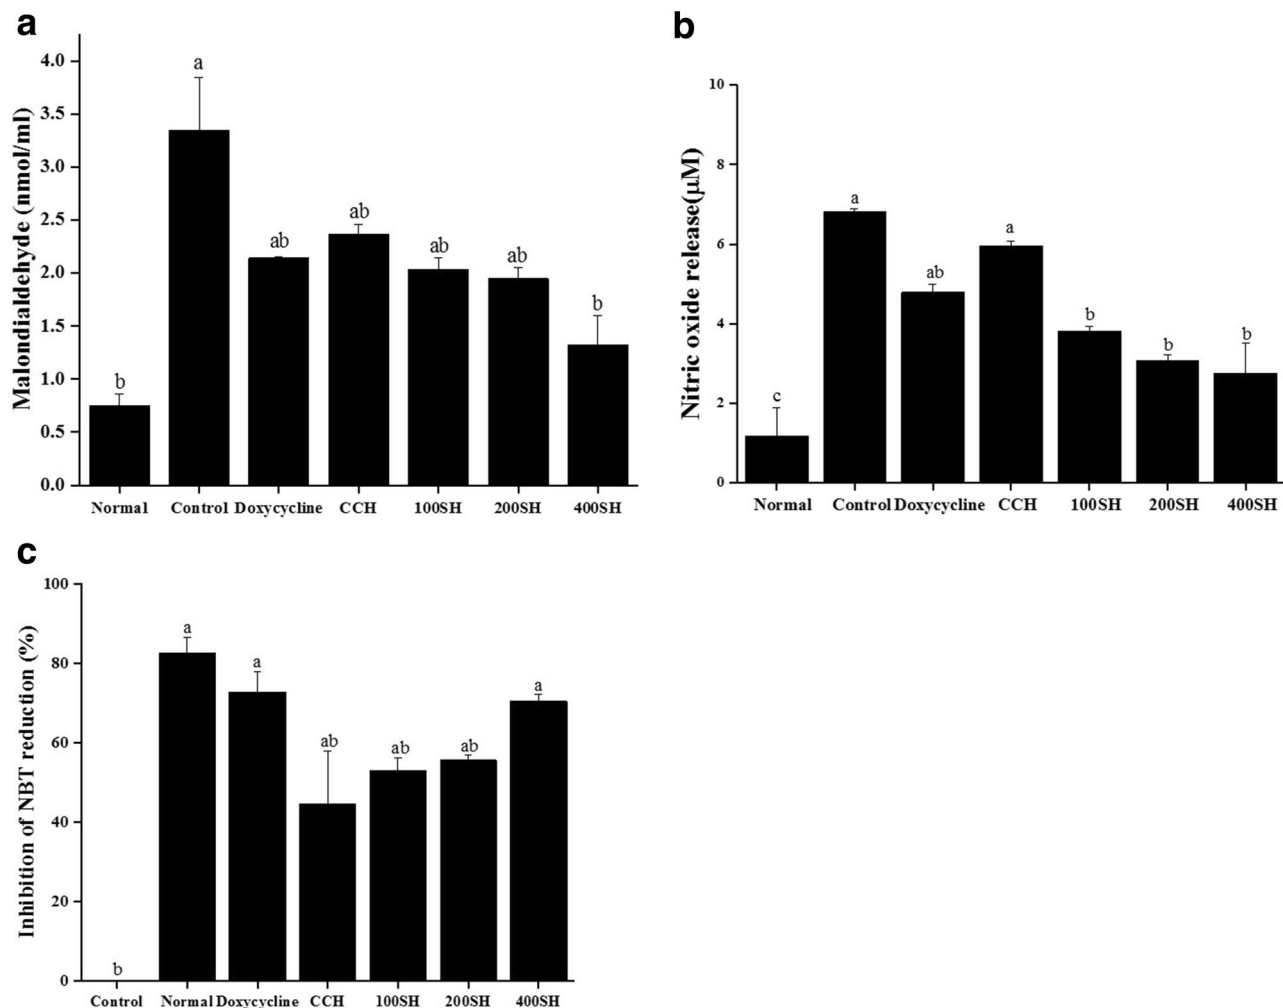 a
Malondialdehyde (nmol/ml)
4.0
3.5
3.0
2.5
2.0
1.5
1.0
0.5
0.0
b
a
ab
ab
ab
ab
b
Normal Control Doxycycline CCH 100SH 200SH 400SH
b
Nitric oxide release(μM)
10
8
6
4
2
0
c
a
ab
a
b
b
b
Normal Control Doxycycline CCH 100SH 200SH 400SH
c
Inhibition of NBT reduction (%)
100
80
60
40
20
0
b
a
a
ab
ab
ab
a
Control Normal Doxycycline CCH 100SH 200SH 400SH